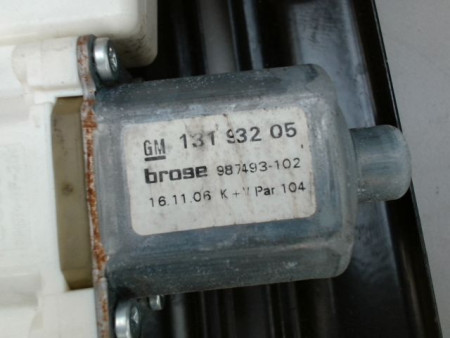 GM 131 932 05
brose 987493-102
16.11.06 K + V Par 104